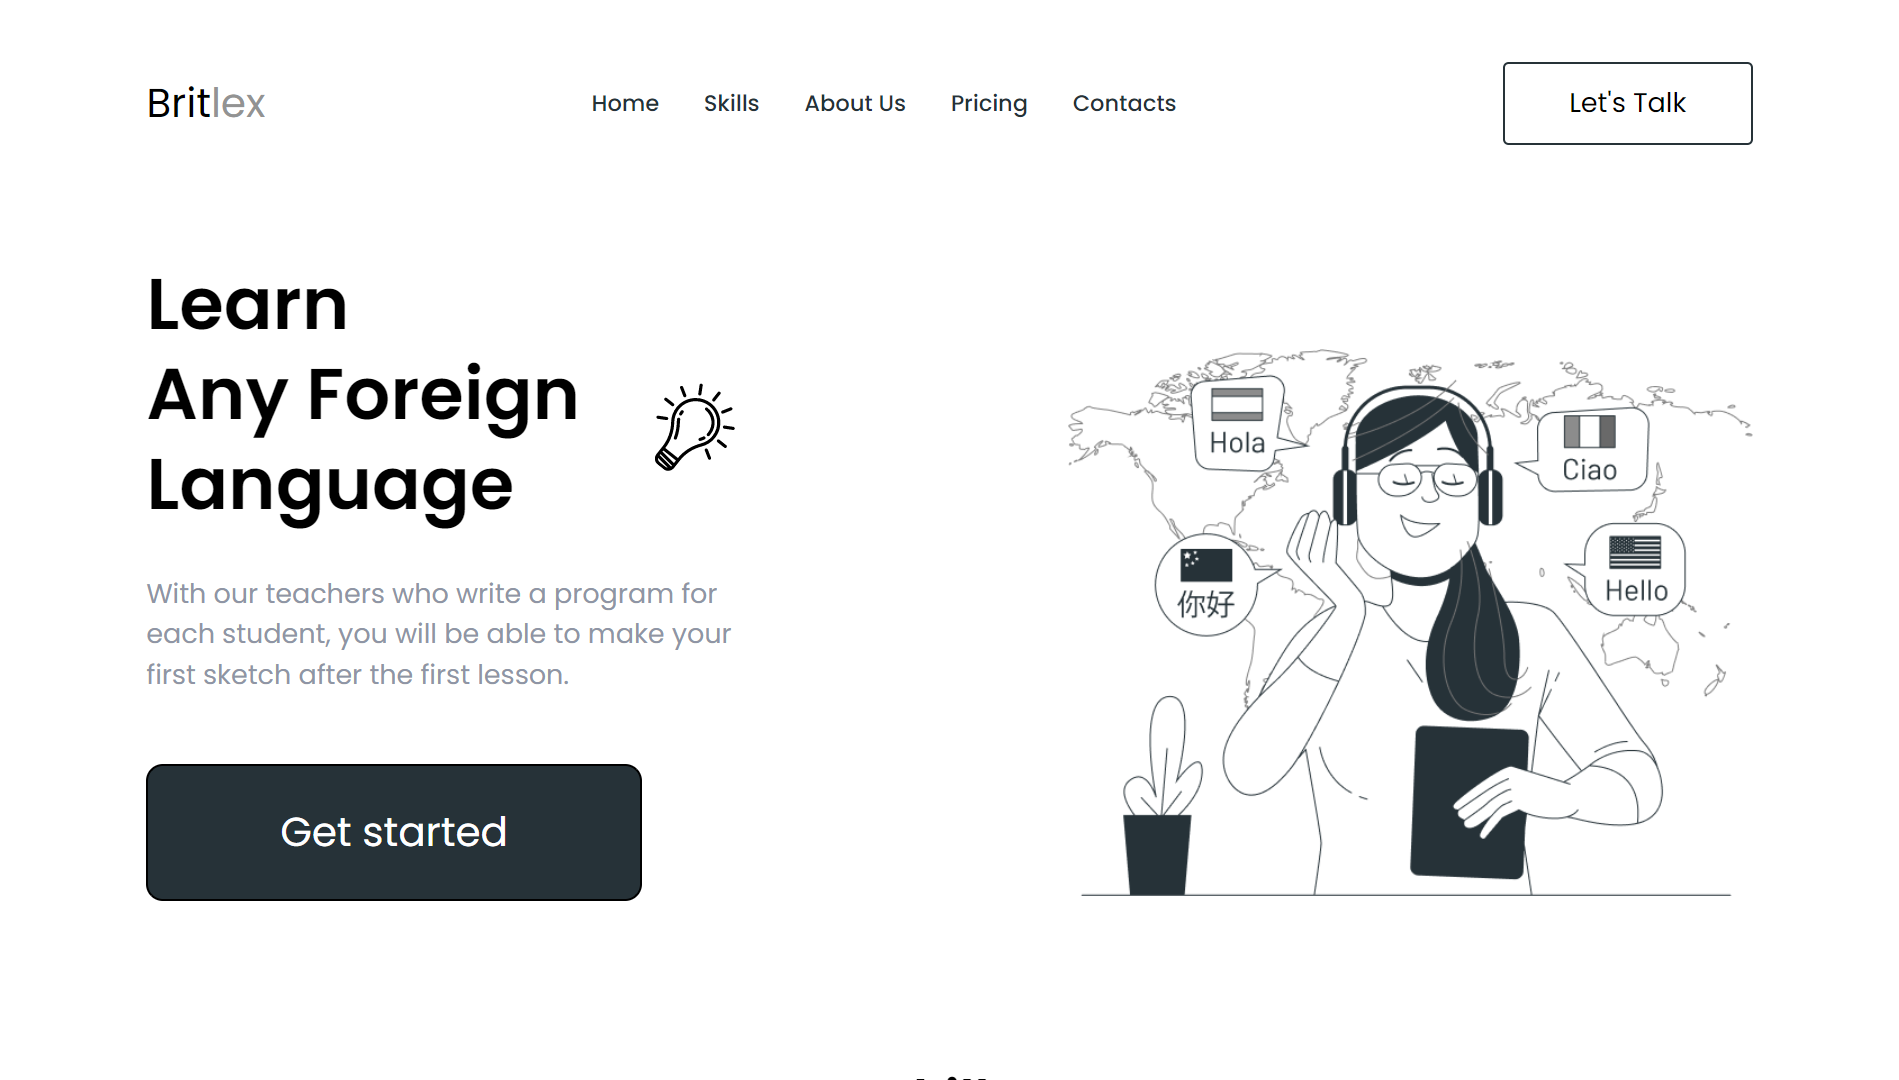 Britlex
Home Skills About Us Pricing Contacts
Let's Talk
Learn
Any Foreign
Language
With our teachers who write a program for
each student, you will be able to make your
first sketch after the first lesson.
Get started
Hola
Ciao
你好
Hello